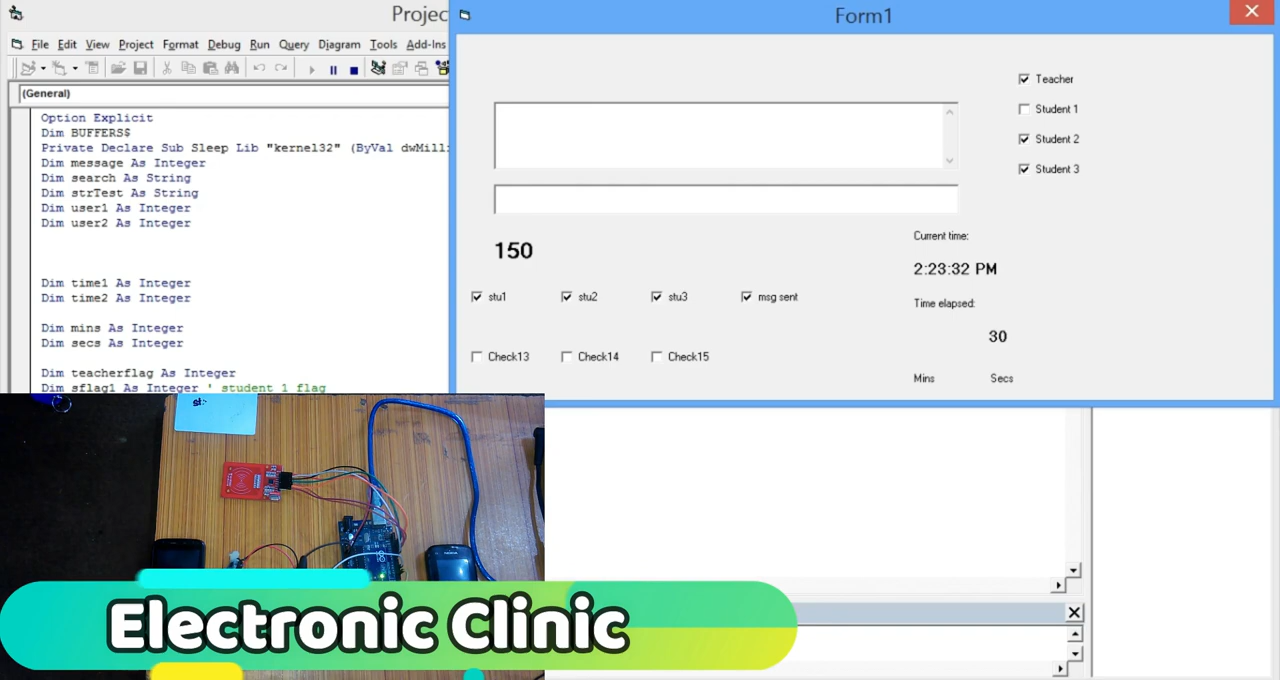 Projec
File Edit View Project Format Debug Run Query Diagram Tools Add-Ins
(General)
Option Explicit
Dim BUFFERS$
Private Declare Sub Sleep Lib "kernel32" (ByVal dwMilli
Dim message As Integer
Dim search As String
Dim strTest As String
Dim user1 As Integer
Dim user2 As Integer
Dim time1 As Integer
Dim time2 As Integer
Dim mins As Integer
Dim secs As Integer
Dim teacherflag As Integer
Dim sflag1 As Integer ' student 1 flag
Form1
Teacher
Student 1
Student 2
Student 3
150
Current time:
2:23:32 PM
stu1 stu2 stu3 msg sent
Time elapsed:
30
Check13 Check14 Check15
Mins Secs
Electronic Clinic